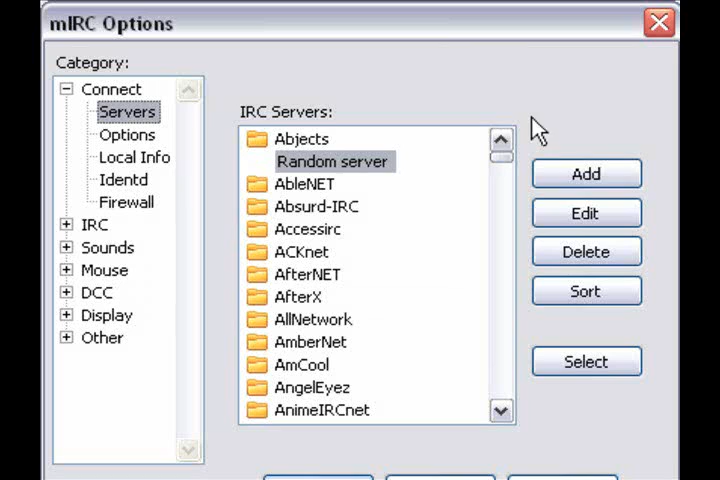 mIRC Options
Category:
Connect
Servers
Options
Local Info
Identd
Firewall
IRC
Sounds
Mouse
DCC
Display
Other
IRC Servers:
Abjects
Random server
AbleNET
Absurd-IRC
Accessirc
ACKnet
AfterNET
AfterX
AllNetwork
AmberNet
AmCool
AngelEyez
AnimeIRCnet
Add
Edit
Delete
Sort
Select